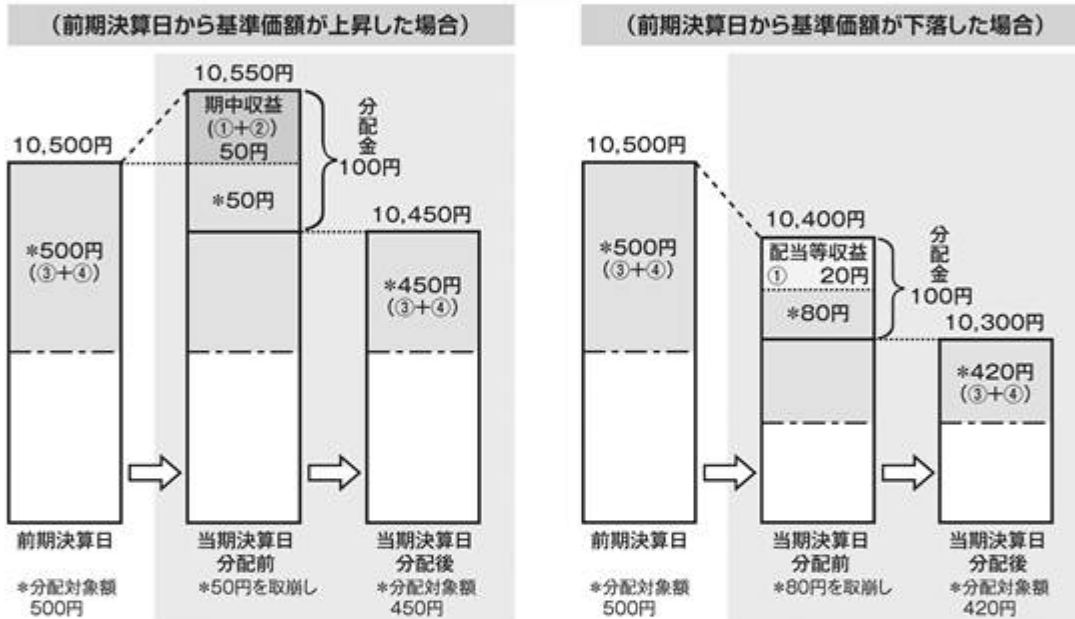 （前期決算日から基準価額が上昇した場合）
10,500円
*500円
(③＋④)
前期決算日
*分配対象額
500円
10,550円
期中収益
(①＋②)
50円
*50円
分配金
100円
当期決算日
分配前
*50円を取崩し
10,450円
*450円
(③＋④)
当期決算日
分配後
*分配対象額
450円
（前期決算日から基準価額が下落した場合）
10,500円
*500円
(③＋④)
前期決算日
*分配対象額
500円
10,400円
配当等収益
① 20円
*80円
分配金
100円
当期決算日
分配前
*80円を取崩し
10,300円
*420円
(③＋④)
当期決算日
分配後
*分配対象額
420円